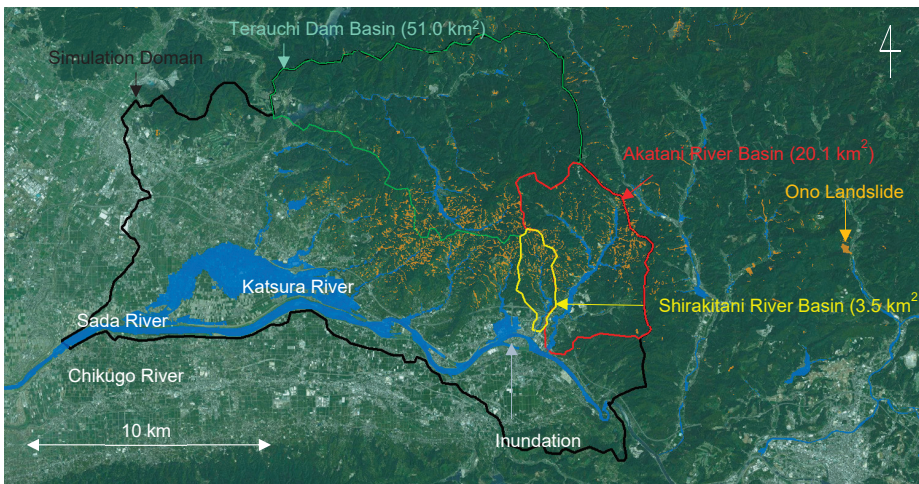 Terauchi Dam Basin (51.0 km²)
Simulation Domain
4
Akatani River Basin (20.1 km²)
Ono Landslide
Katsura River
Shirakitani River Basin (3.5 km²
Sada River
Chikugo River
10 km
Inundation